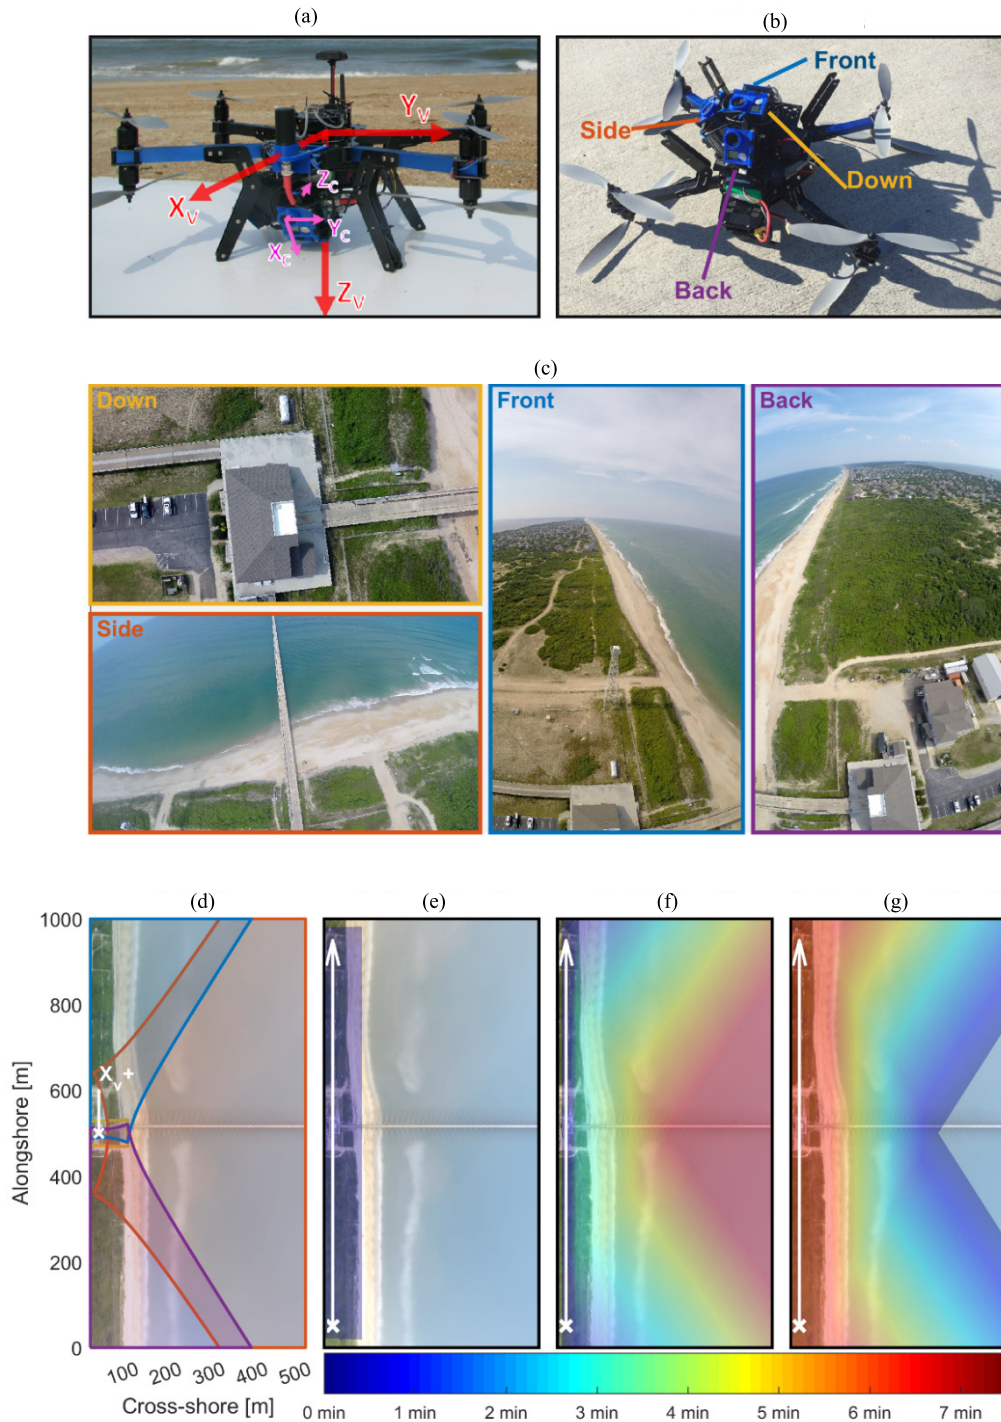 (a)
(b)
Y_V
X_V
Z_C
Y_C
X_C
Z_V
Front
Side
Down
Back
(c)
Down
Front
Back
Side
(d)
(e)
(f)
(g)
1000
800
600
400
200
0
Alongshore [m]
X_v +
100
200
300
400
500
Cross-shore [m]
0 min
1 min
2 min
3 min
4 min
5 min
6 min
7 min